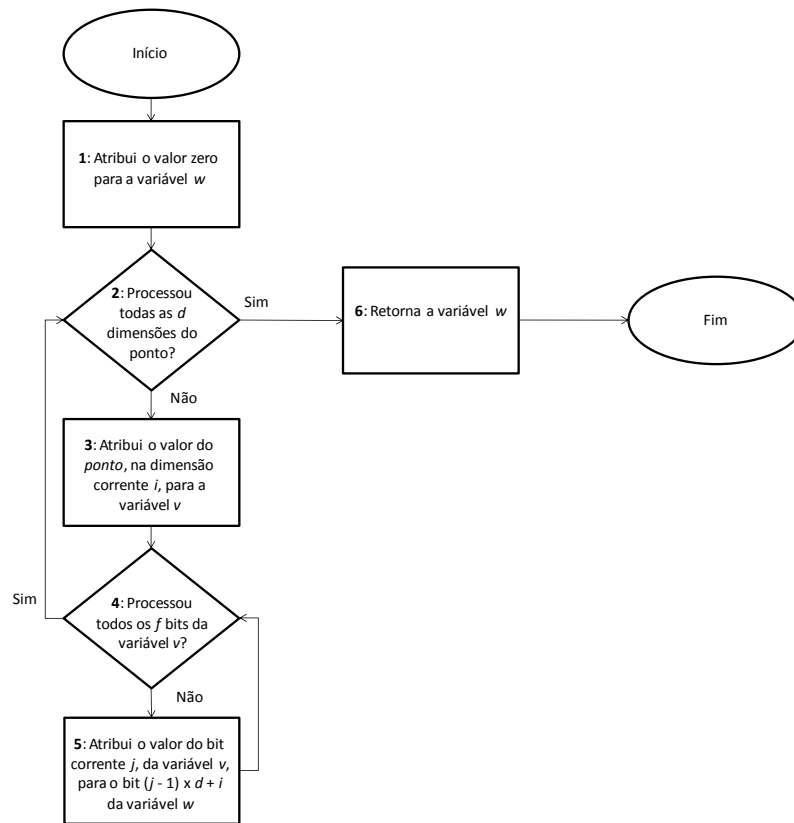 Início
1: Atribui o valor zero
para a variável w
2: Processou
todas as d
dimensões do
ponto?
Sim
6: Retorna a variável w
Fim
Não
3: Atribui o valor do
ponto, na dimensão
corrente i, para a
variável v
Sim
4: Processou
todos os f bits da
variável v?
Não
5: Atribui o valor do bit
corrente j, da variável v,
para o bit (j - 1) x d + i
da variável w